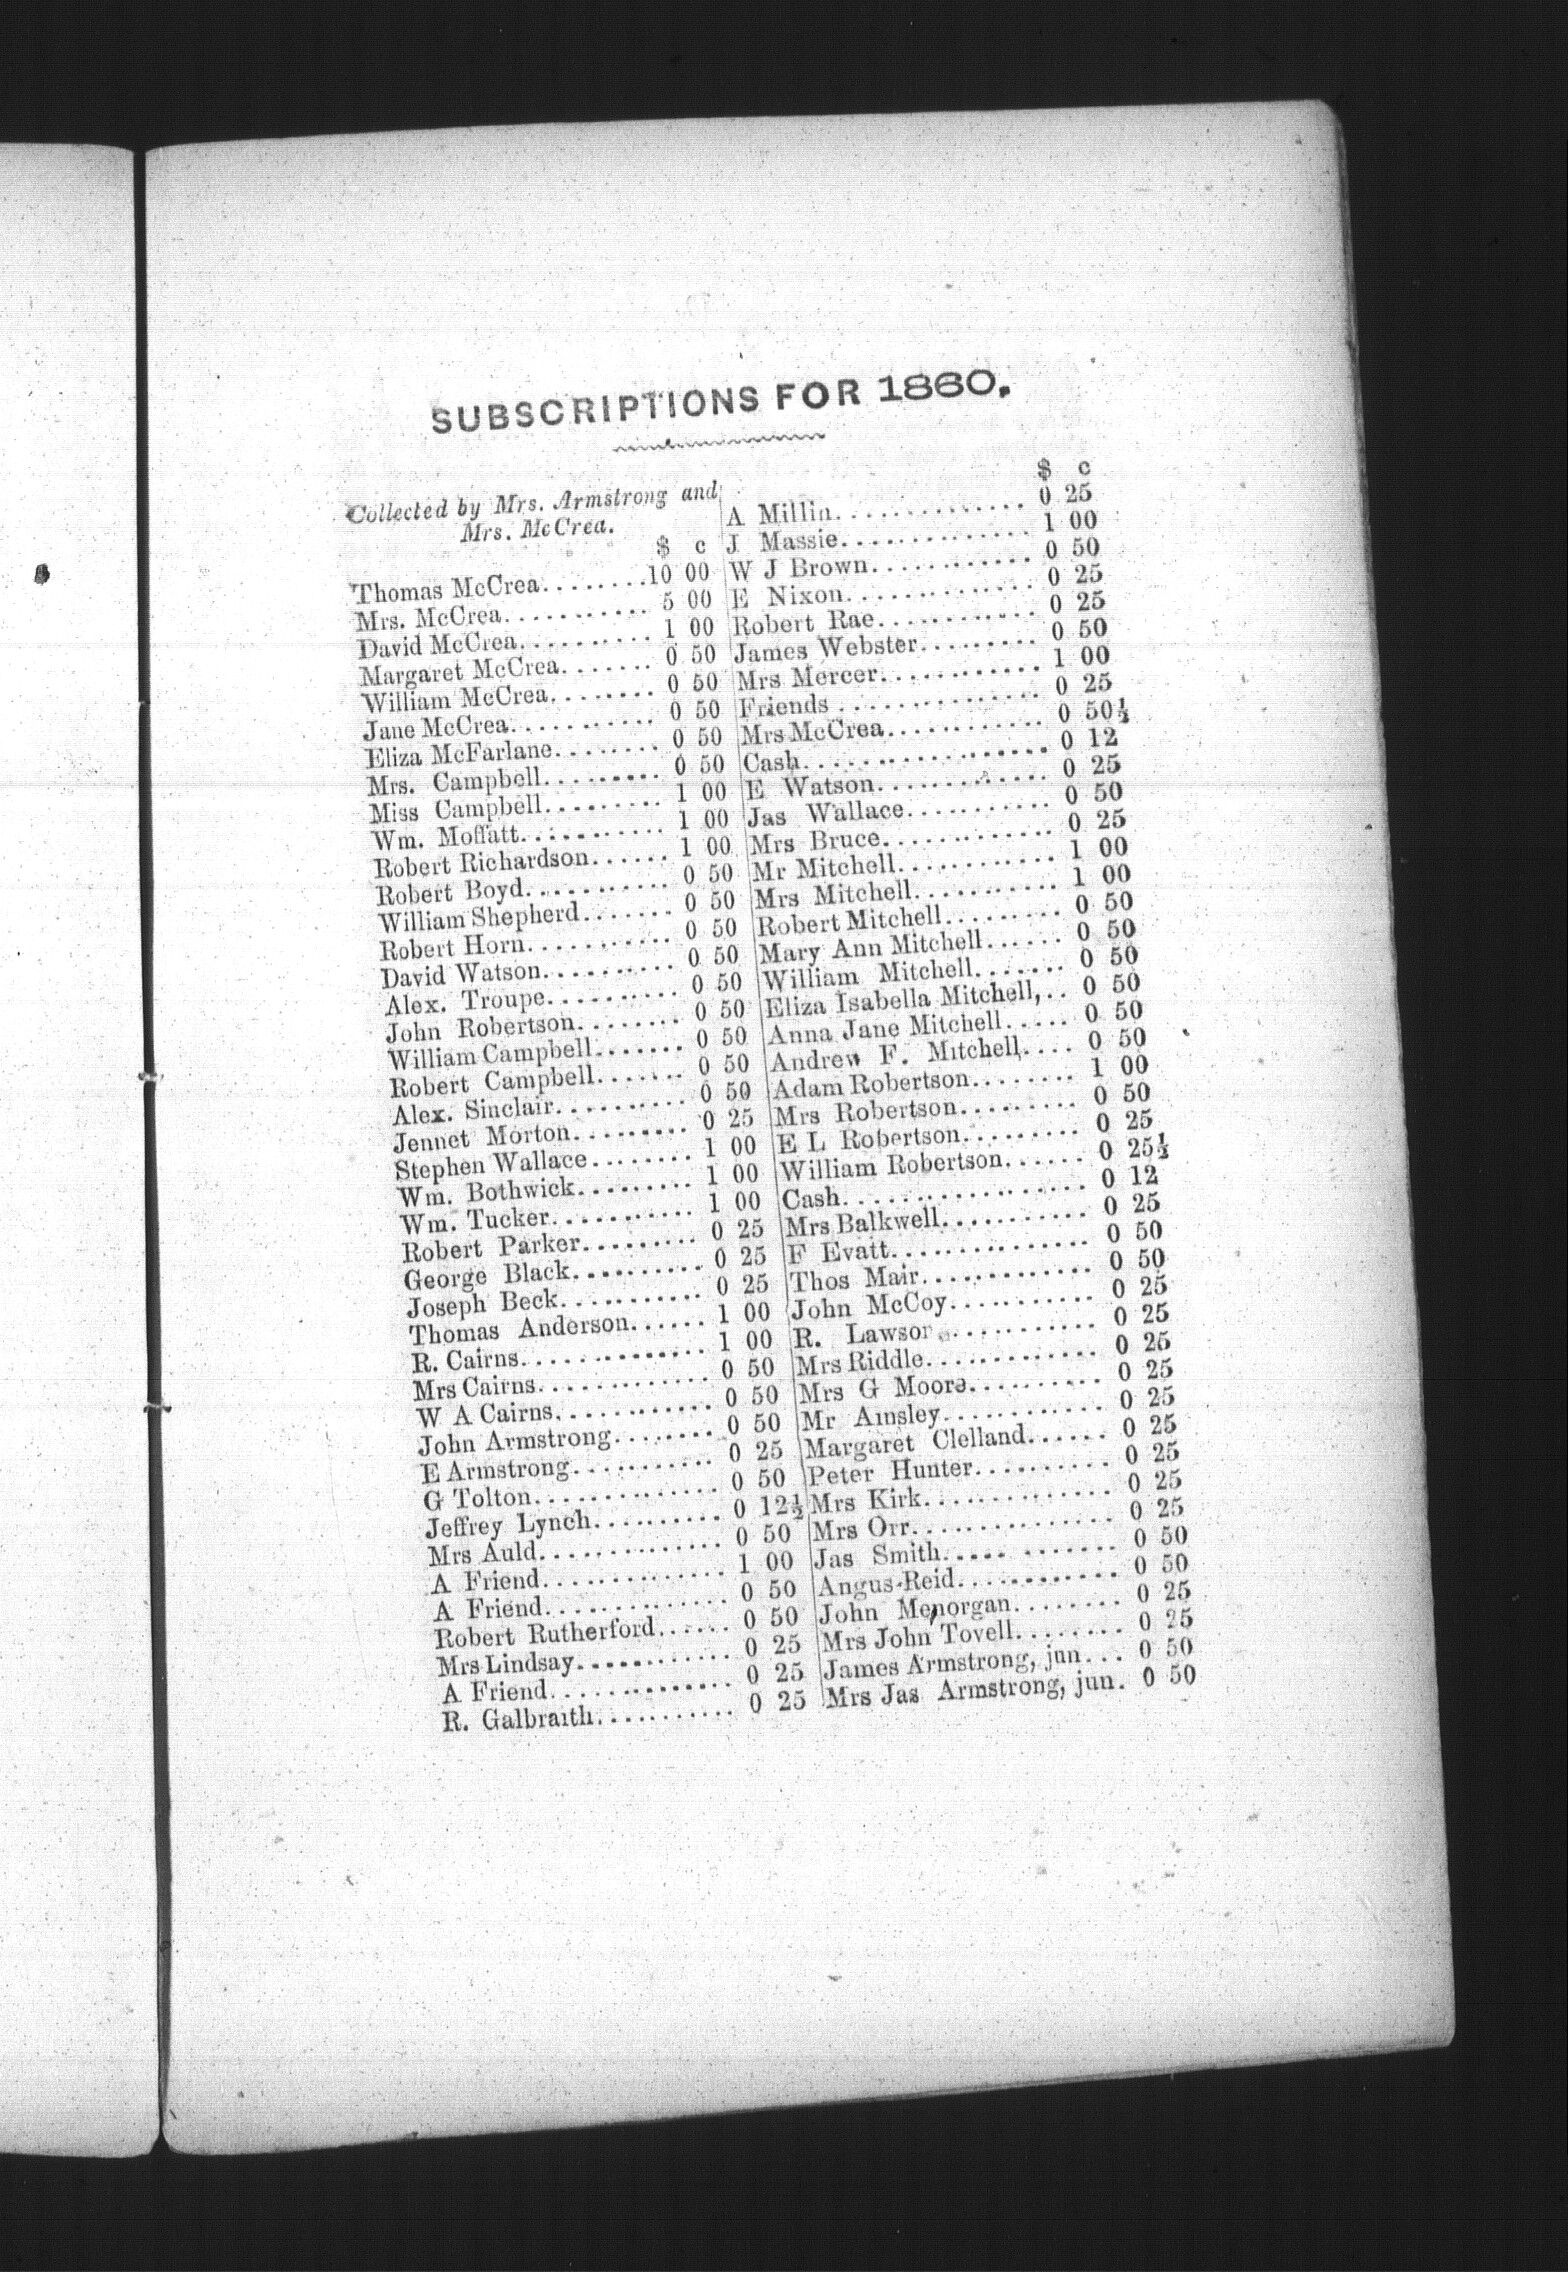 SUBSCRIPTIONS FOR 1860.
Collected by Mrs. Armstrong and
Mrs. McCrea.
$ c
Thomas McCrea........10 00
Mrs. McCrea........... 5 00
David McCrea.......... 1 00
Margaret McCrea....... 0 50
William McCrea........ 0 50
Jane McCrea........... 0 50
Eliza McFarlane........ 0 50
Mrs. Campbell......... 0 50
Miss Campbell......... 1 00
Wm. Moffatt........... 1 00
Robert Richardson...... 1 00
Robert Boyd........... 0 50
William Shepherd....... 0 50
Robert Horn........... 0 50
David Watson.......... 0 50
Alex. Troupe.......... 0 50
John Robertson........ 0 50
William Campbell....... 0 50
Robert Campbell....... 0 50
Alex. Sinclair.......... 0 50
Jennet Morton......... 0 25
Stephen Wallace........ 1 00
Wm. Bothwick......... 1 00
Wm. Tucker........... 1 00
Robert Parker......... 0 25
George Black.......... 0 25
Joseph Beck........... 0 25
Thomas Anderson...... 1 00
R. Cairns.............. 1 00
Mrs Cairns............. 0 50
W A Cairns............ 0 50
John Armstrong........ 0 50
E Armstrong........... 0 25
G Tolton.............. 0 50
Jeffrey Lynch.......... 0 12½
Mrs Auld.............. 0 50
A Friend.............. 1 00
A Friend.............. 0 50
Robert Rutherford...... 0 50
Mrs Lindsay............ 0 25
A Friend.............. 0 25
R. Galbraith........... 0 25
$ c
A Millin.............. 0 25
J Massie.............. 1 00
W J Brown............ 0 50
E Nixon.............. 0 25
Robert Rae............ 0 25
James Webster......... 0 50
Mrs Mercer............ 1 00
Friends............... 0 25
Mrs McCrea............ 0 50½
Cash.................. 0 12
E Watson............. 0 25
Jas Wallace........... 0 50
Mrs Bruce............. 0 25
Mr Mitchell............ 1 00
Mrs Mitchell........... 1 00
Robert Mitchell......... 0 50
Mary Ann Mitchell...... 0 50
William Mitchell....... 0 50
Eliza Isabella Mitchell,.. 0 50
Anna Jane Mitchell..... 0 50
Andrew F. Mitchell.... 0 50
Adam Robertson........ 1 00
Mrs Robertson......... 0 50
E L Robertson......... 0 25
William Robertson...... 0 25½
Cash.................. 0 12
Mrs Balkwell........... 0 25
F Evatt............... 0 50
Thos Mair............. 0 50
John McCoy........... 0 25
R. Lawson............ 0 25
Mrs Riddle............. 0 25
Mrs G Moore.......... 0 25
Mr Ainsley............ 0 25
Margaret Clelland...... 0 25
Peter Hunter.......... 0 25
Mrs Kirk.............. 0 25
Mrs Orr............... 0 25
Jas Smith............. 0 50
Angus Reid............ 0 50
John Menorgan........ 0 25
Mrs John Tovell........ 0 25
James Armstrong, jun... 0 50
Mrs Jas Armstrong, jun. 0 50